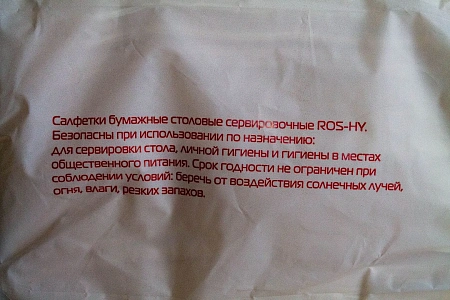 Салфетки бумажные столовые сервировочные ROS-HY.
Безопасны при использовании по назначению:
для сервировки стола, личной гигиены и гигиены в местах
общественного питания. Срок годности не ограничен при
соблюдении условий: беречь от воздействия солнечных лучей,
огня, влаги, резких запахов.